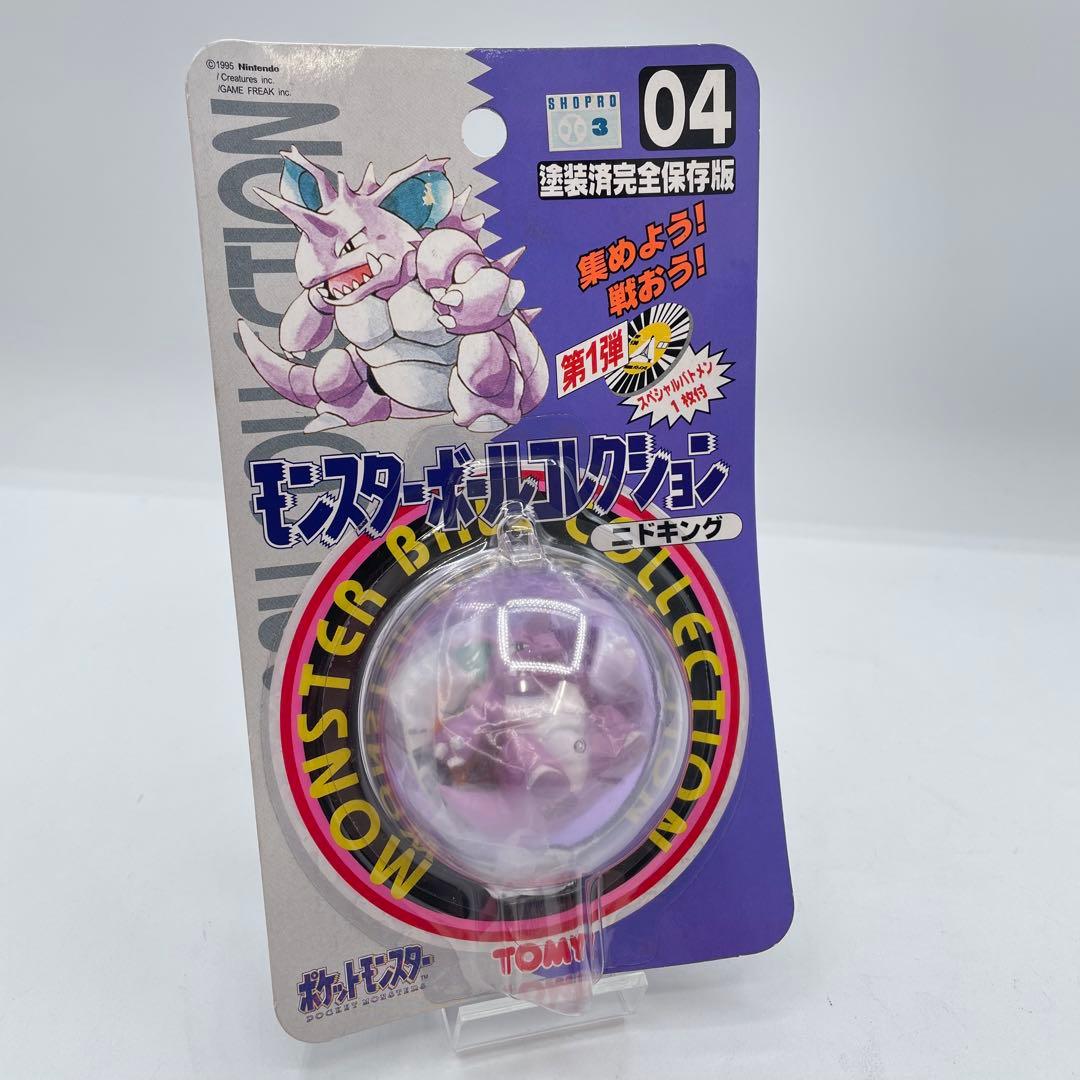 ©1995 Nintendo
/Creatures inc.
/GAME FREAK inc.
SHOPRO
3
04
塗装済完全保存版
集めよう!
戦おう!
第1弾
スペシャルバトメン
1枚付
モンスターボールコレクション
ニドキング
MONSTER BALL COLLECTION
TOMY
ポケットモンスター™
POCKET MONSTERS